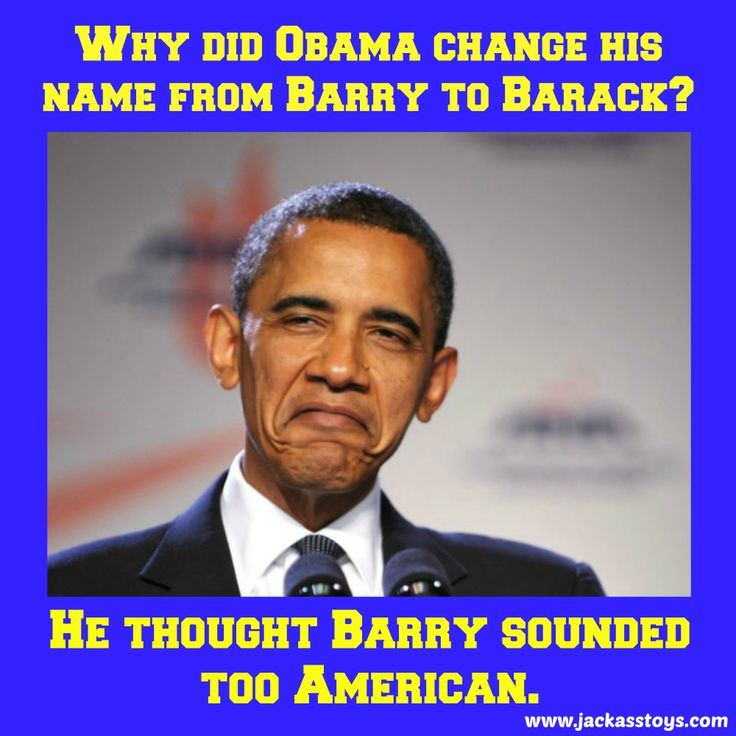 Why did Obama change his
name from Barry to Barack?
He thought Barry sounded
too American.
www.jackasstoys.com